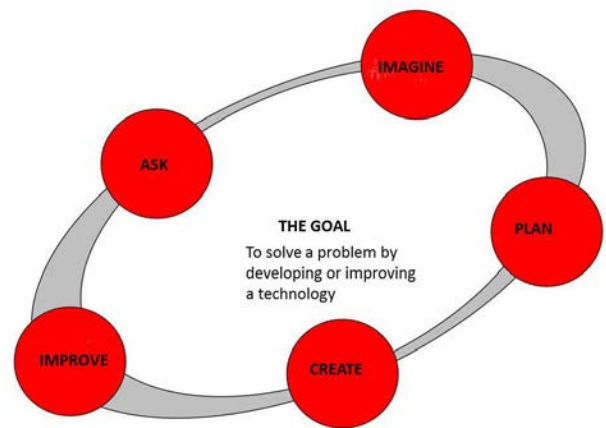 IMAGINE
ASK
PLAN
THE GOAL
To solve a problem by
developing or improving
a technology
IMPROVE
CREATE